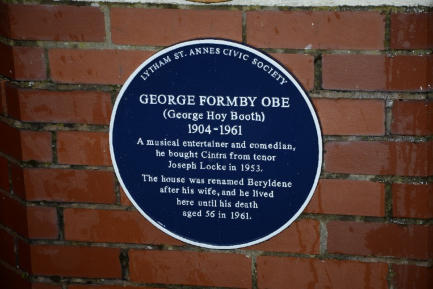 LYTHAM ST. ANNES CIVIC SOCIETY
GEORGE FORMBY OBE
(George Hoy Booth)
1904-1961
A musical entertainer and comedian,
he bought Cintra from tenor
Joseph Locke in 1953.
The house was renamed Beryldene
after his wife, and he lived
here until his death
aged 56 in 1961.